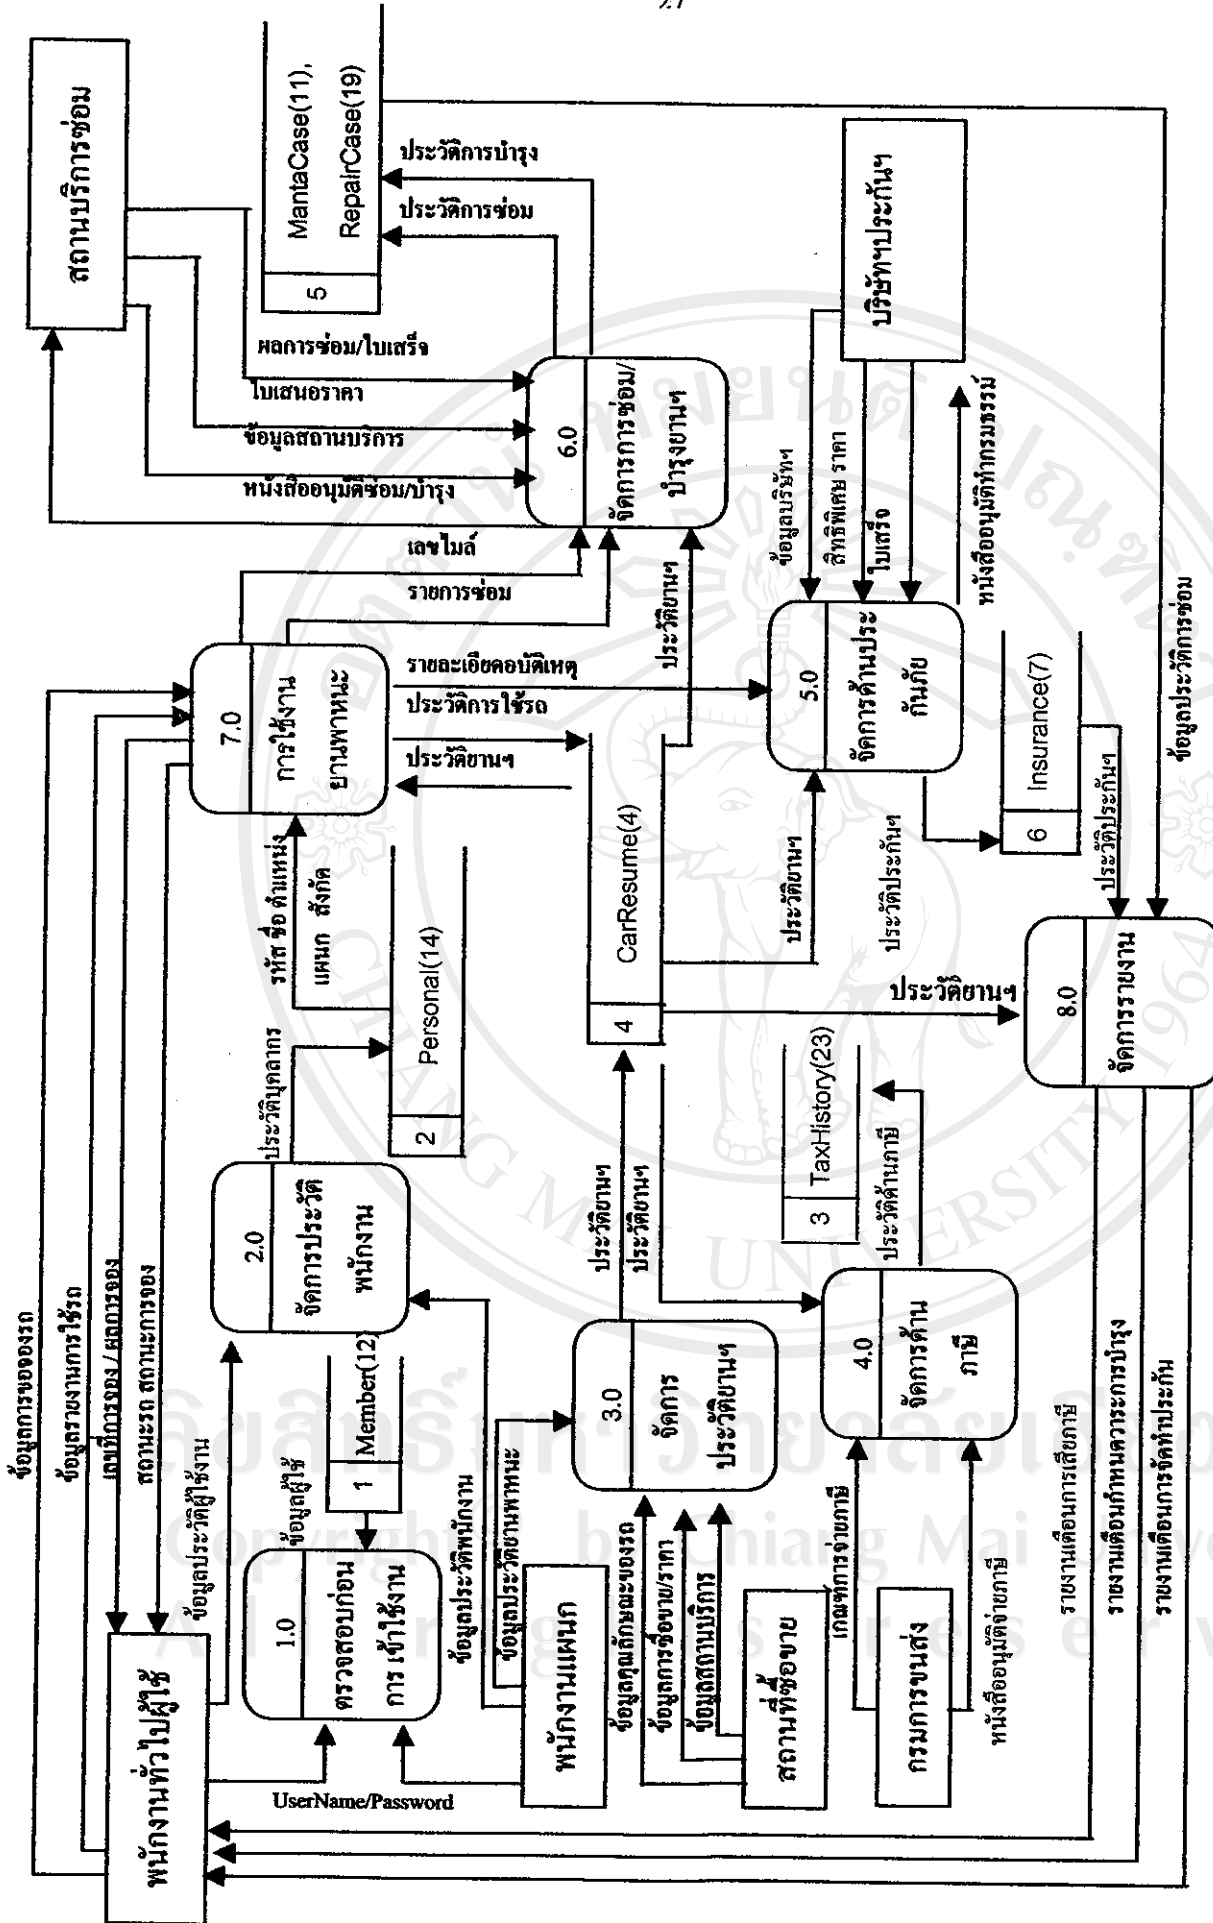 27
สถานบริการซ่อม
MantaCase(11),
RepairCase(19)
5
ประวัติการบำรุง
ประวัติการซ่อม
ผลการซ่อม/ใบเสร็จ
ใบเสนอราคา
ข้อมูลสถานบริการ
หนังสืออนุมัติซ่อม/บำรุง
6.0
จัดการการซ่อม/
บำรุงยานฯ
บริษัทฯประกันฯ
ข้อมูลบริษัทฯ
สิทธิพิเศษ ราคา
ใบเสร็จ
หนังสืออนุมัติทำกรมธรรม์
เลขไมล์
รายการซ่อม
ประวัติยานฯ
7.0
การใช้งาน
ยานพาหนะ
รายละเอียดอุบัติเหตุ
ประวัติการใช้รถ
ประวัติยานฯ
5.0
จัดการด้านประ
กันภัย
ข้อมูลประวัติการซ่อม
6
Insurance(7)
ประวัติประกันฯ
ประวัติประกันฯ
รหัส ชื่อ ตำแหน่ง
แผนก สังกัด
2
Personal(14)
ประวัติบุคลากร
4
CarResume(4)
ประวัติยานฯ
ประวัติยานฯ
8.0
จัดการรายงาน
3
TaxHistory(23)
ประวัติด้านภาษี
ประวัติยานฯ
ประวัติยานฯ
2.0
จัดการประวัติ
พนักงาน
1
Member(12)
ข้อมูลผู้ใช้
3.0
จัดการ
ประวัติยานฯ
4.0
จัดการด้าน
ภาษี
ข้อมูลการขอจองรถ
ข้อมูลรายงานการใช้รถ
เลขที่การจอง / ผลการจอง
สถานะรถ สถานะการจอง
ข้อมูลประวัติผู้ใช้งาน
1.0
ตรวจสอบก่อน
การ เข้าใช้งาน
ข้อมูลประวัติพนักงาน
ข้อมูลประวัติยานพาหนะ
ข้อมูลคุณลักษณะของรถ
ข้อมูลการซื้อขาย/ราคา
ข้อมูลสถานบริการ
เกณฑ์การจ่ายภาษี
หนังสืออนุมัติจ่ายภาษี
รายงานเตือนการเสียภาษี
รายงานเตือนกำหนดวาระการบำรุง
รายงานเตือนการจัดทำประกัน
พนักงานทั่วไปผู้ใช้
UserName/Password
พนักงานแผนก
สถานที่ซื้อขาย
กรมการขนส่ง
CHIANG MAI UNIVERSITY 1964